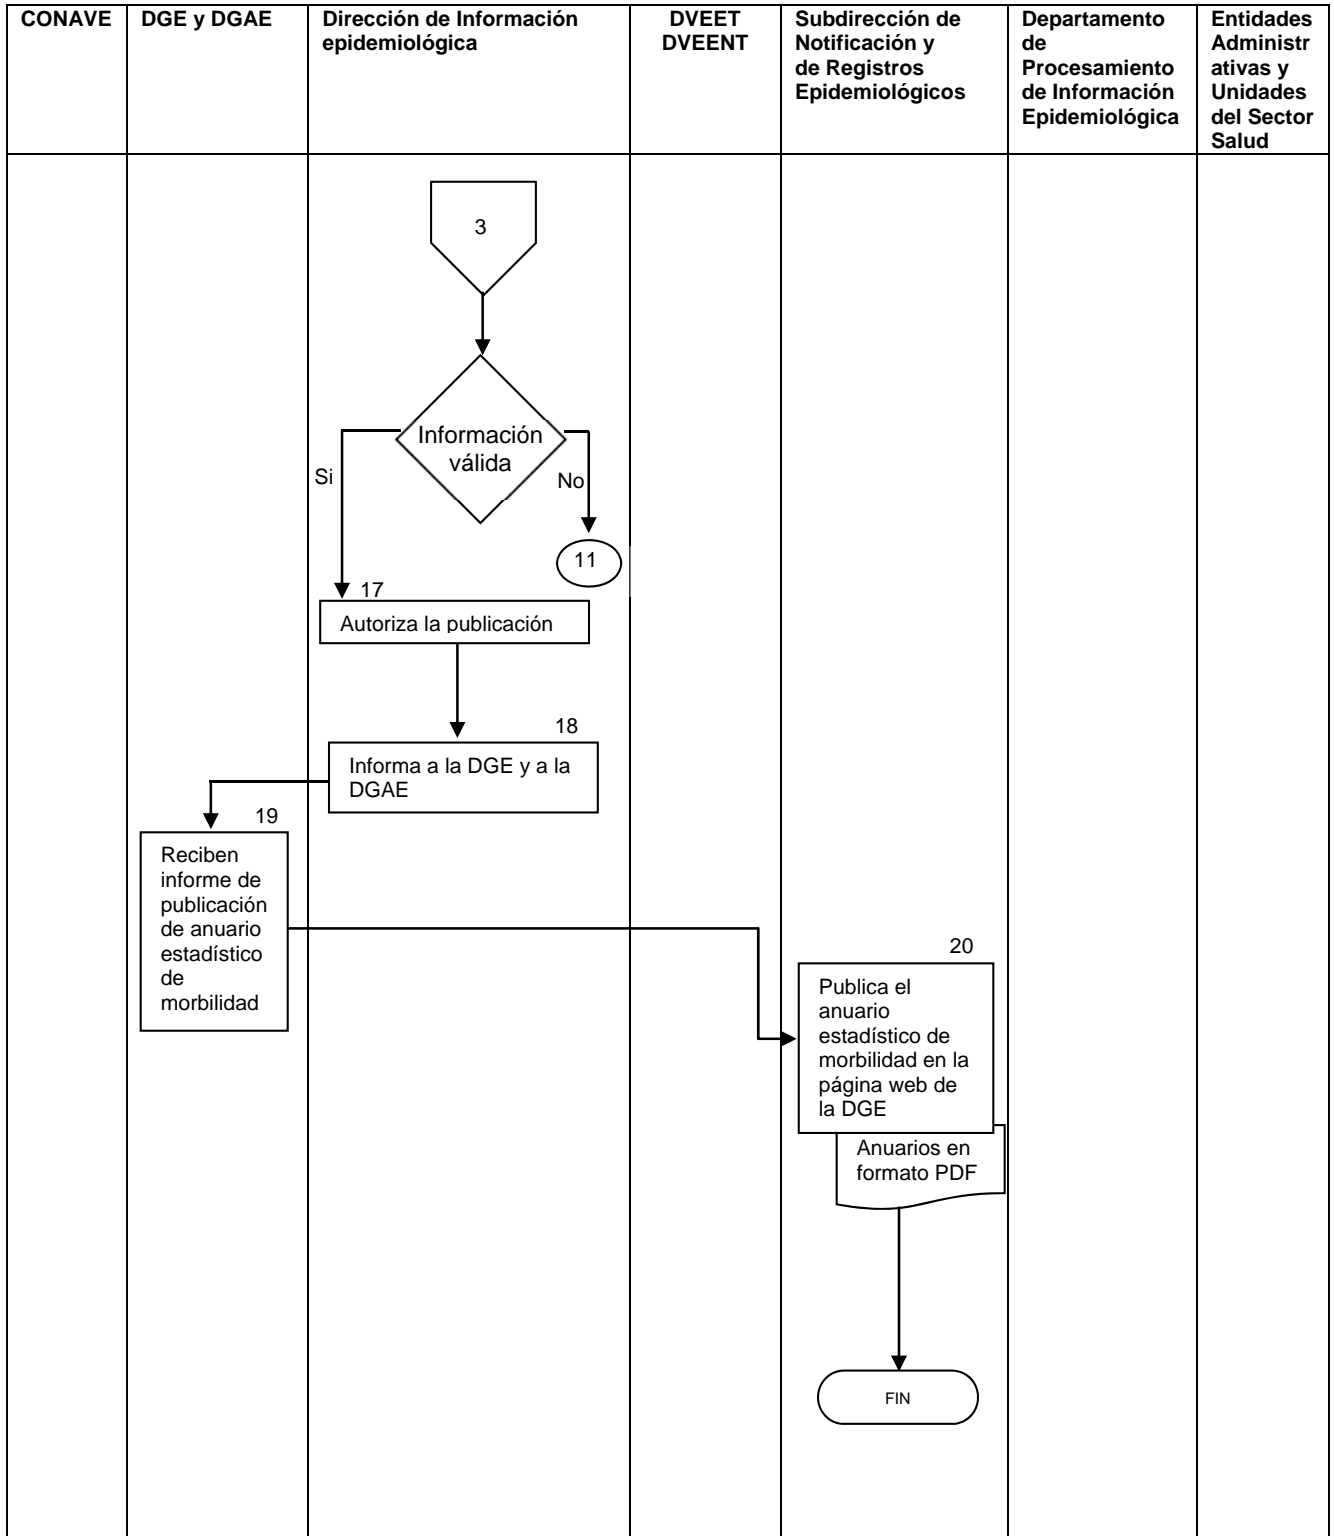 CONAVE
DGE y DGAE
Dirección de Información
epidemiológica
DVEET
DVEENT
Subdirección de
Notificación y
de Registros
Epidemiológicos
Departamento
de
Procesamiento
de Información
Epidemiológica
Entidades
Administr
ativas y
Unidades
del Sector
Salud
3
Información
válida
Si
No
11
17
Autoriza la publicación
18
Informa a la DGE y a la
DGAE
19
Reciben
informe de
publicación
de anuario
estadístico
de
morbilidad
20
Publica el
anuario
estadístico de
morbilidad en la
página web de
la DGE
Anuarios en
formato PDF
FIN